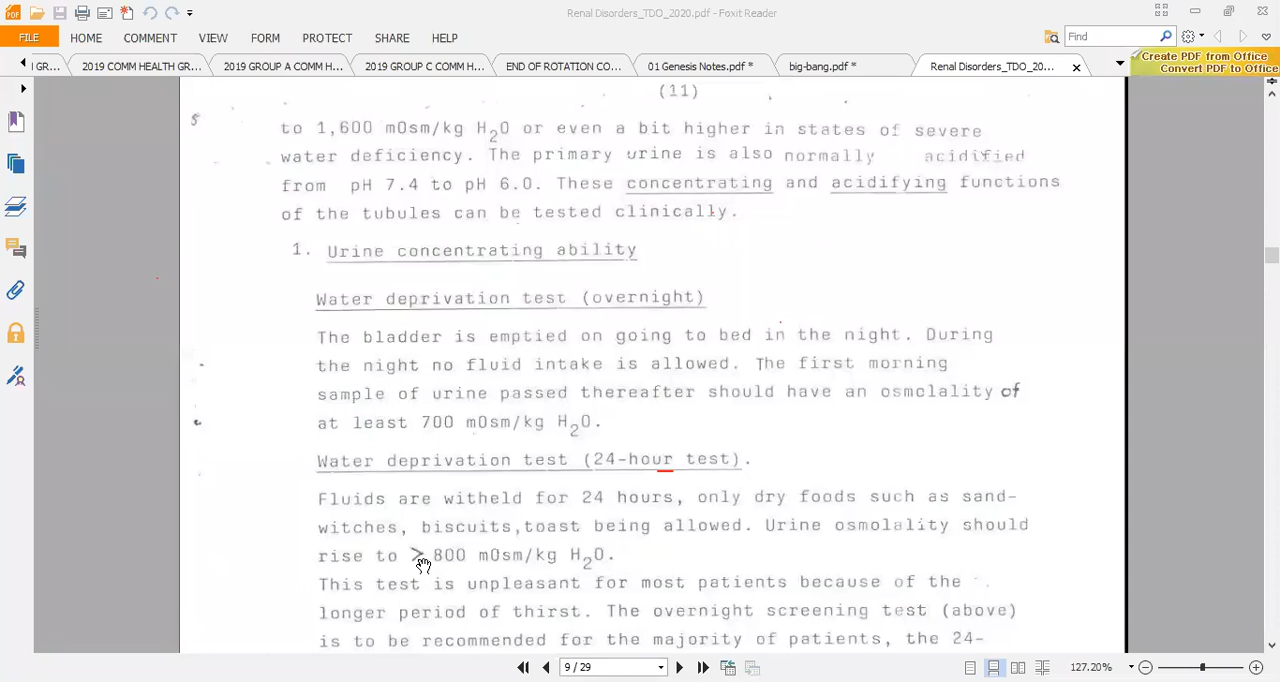 Renal Disorders_TDO_2020.pdf - Foxit Reader
FILE HOME COMMENT VIEW FORM PROTECT SHARE HELP Find
GR... 2019 COMM HEALTH GR... 2019 GROUP A COMM H... 2019 GROUP C COMM H... END OF ROTATION CO... 01 Genesis Notes.pdf * big-bang.pdf * Renal Disorders_TDO_20... Create PDF from Office
Convert PDF to Office
(11)
to 1,600 mOsm/kg H2O or even a bit higher in states of severe
water deficiency. The primary urine is also normally acidified
from pH 7.4 to pH 6.0. These concentrating and acidifying functions
of the tubules can be tested clinically.
1. Urine concentrating ability
Water deprivation test (overnight)
The bladder is emptied on going to bed in the night. During
the night no fluid intake is allowed. The first morning
sample of urine passed thereafter should have an osmolality of
at least 700 mOsm/kg H2O.
Water deprivation test (24-hour test).
Fluids are witheld for 24 hours, only dry foods such as sand-
witches, biscuits,toast being allowed. Urine osmolality should
rise to > 800 mOsm/kg H2O.
This test is unpleasant for most patients because of the
longer period of thirst. The overnight screening test (above)
is to be recommended for the majority of patients, the 24-
9 / 29 127.20%